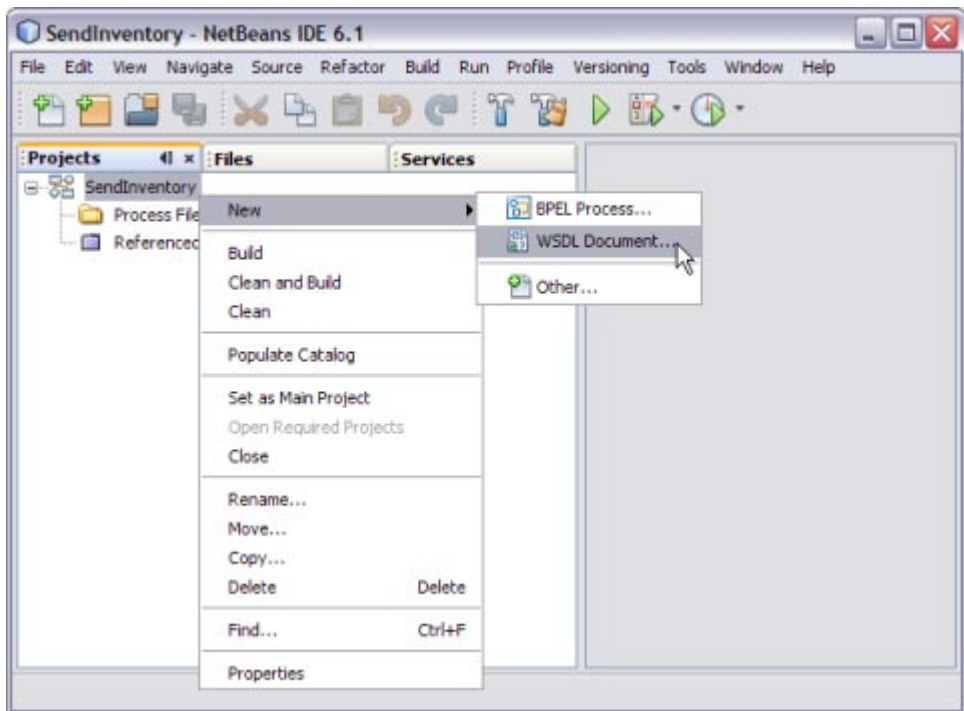 SendInventory - NetBeans IDE 6.1
File Edit View Navigate Source Refactor Build Run Profile Versioning Tools Window Help
Projects Files Services
SendInventory
Process File
Referenced
New
Build
Clean and Build
Clean
Populate Catalog
Set as Main Project
Open Required Projects
Close
Rename...
Move...
Copy...
Delete Delete
Find... Ctrl+F
Properties
BPEL Process...
WSDL Document...
Other...